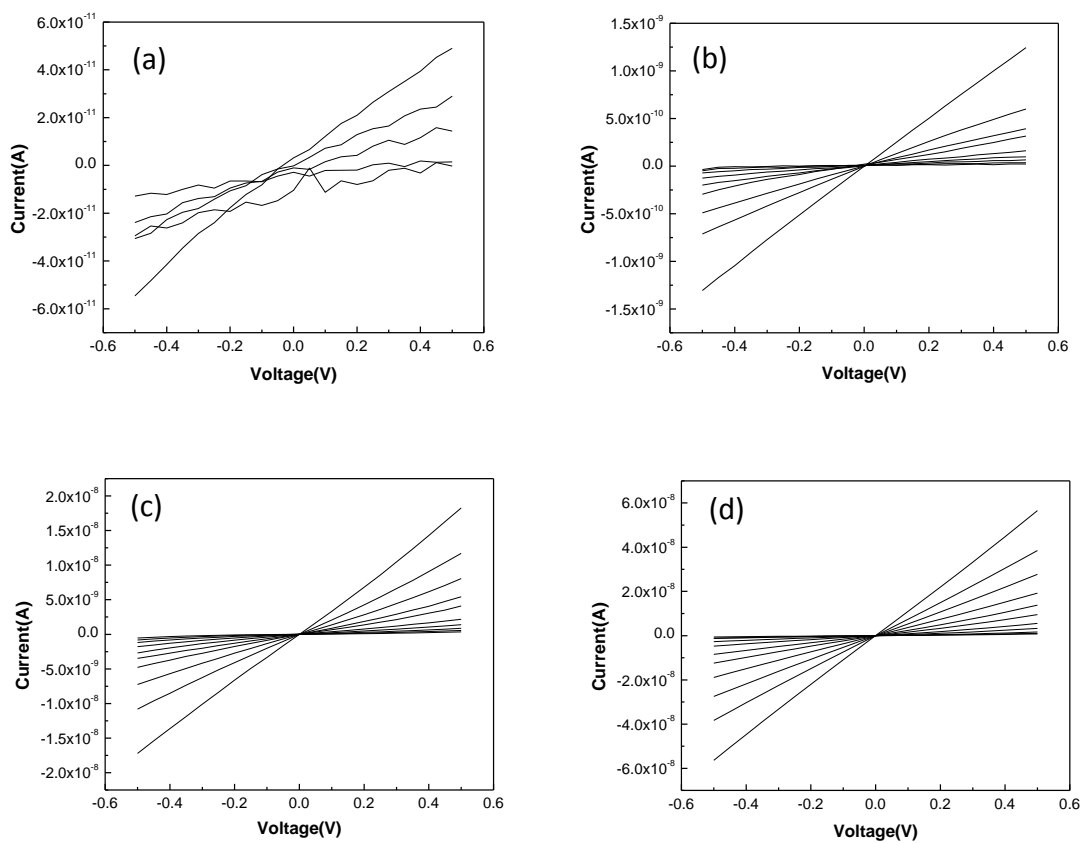 (a)
6.0x10-11
4.0x10-11
2.0x10-11
0.0
-2.0x10-11
-4.0x10-11
-6.0x10-11
Current(A)
-0.6 -0.4 -0.2 0.0 0.2 0.4 0.6
Voltage(V)
(b)
1.5x10-9
1.0x10-9
5.0x10-10
0.0
-5.0x10-10
-1.0x10-9
-1.5x10-9
Current(A)
-0.6 -0.4 -0.2 0.0 0.2 0.4 0.6
Voltage(V)
(c)
2.0x10-8
1.5x10-8
1.0x10-8
5.0x10-9
0.0
-5.0x10-9
-1.0x10-8
-1.5x10-8
-2.0x10-8
Current(A)
-0.6 -0.4 -0.2 0.0 0.2 0.4 0.6
Voltage(V)
(d)
6.0x10-8
4.0x10-8
2.0x10-8
0.0
-2.0x10-8
-4.0x10-8
-6.0x10-8
Current(A)
-0.6 -0.4 -0.2 0.0 0.2 0.4 0.6
Voltage(V)